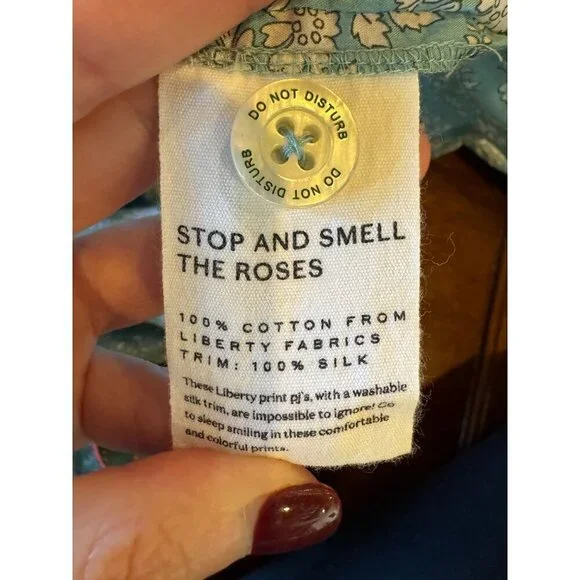 DO NOT DISTURB DO NOT DISTURB
STOP AND SMELL
THE ROSES
100% COTTON FROM
LIBERTY FABRICS
TRIM: 100% SILK
These Liberty print pj's, with a washable
silk trim, are impossible to ignore! Go
to sleep smiling in these comfortable
and colorful prints.